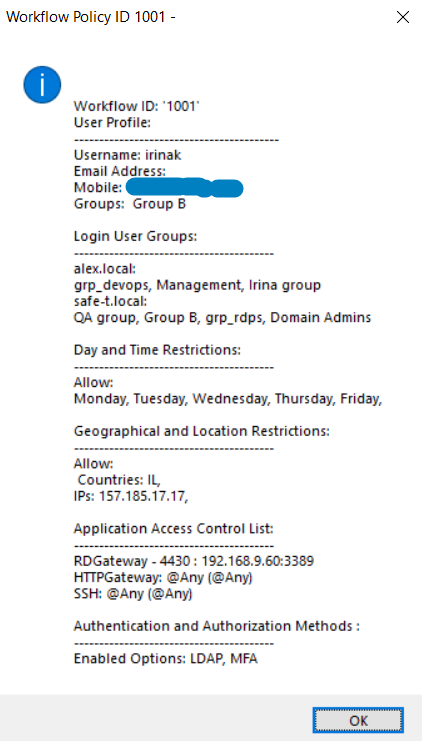 Workflow Policy ID 1001 -
Workflow ID: '1001'
User Profile:
-----------------------------------------
Username: irinak
Email Address:
Mobile:
Groups:  Group B
Login User Groups:
----------------------------------------
alex.local:
grp_devops, Management, Irina group
safe-t.local:
QA group, Group B, grp_rdps, Domain Admins
Day and Time Restrictions:
----------------------------------------
Allow:
Monday, Tuesday, Wednesday, Thursday, Friday,
Geographical and Location Restrictions:
----------------------------------------
Allow:
Countries: IL,
IPs: 157.185.17.17,
Application Access Control List:
----------------------------------------
RDGateway - 4430 : 192.168.9.60:3389
HTTPGateway: @Any (@Any)
SSH: @Any (@Any)
Authentication and Authorization Methods :
----------------------------------------
Enabled Options: LDAP, MFA
OK